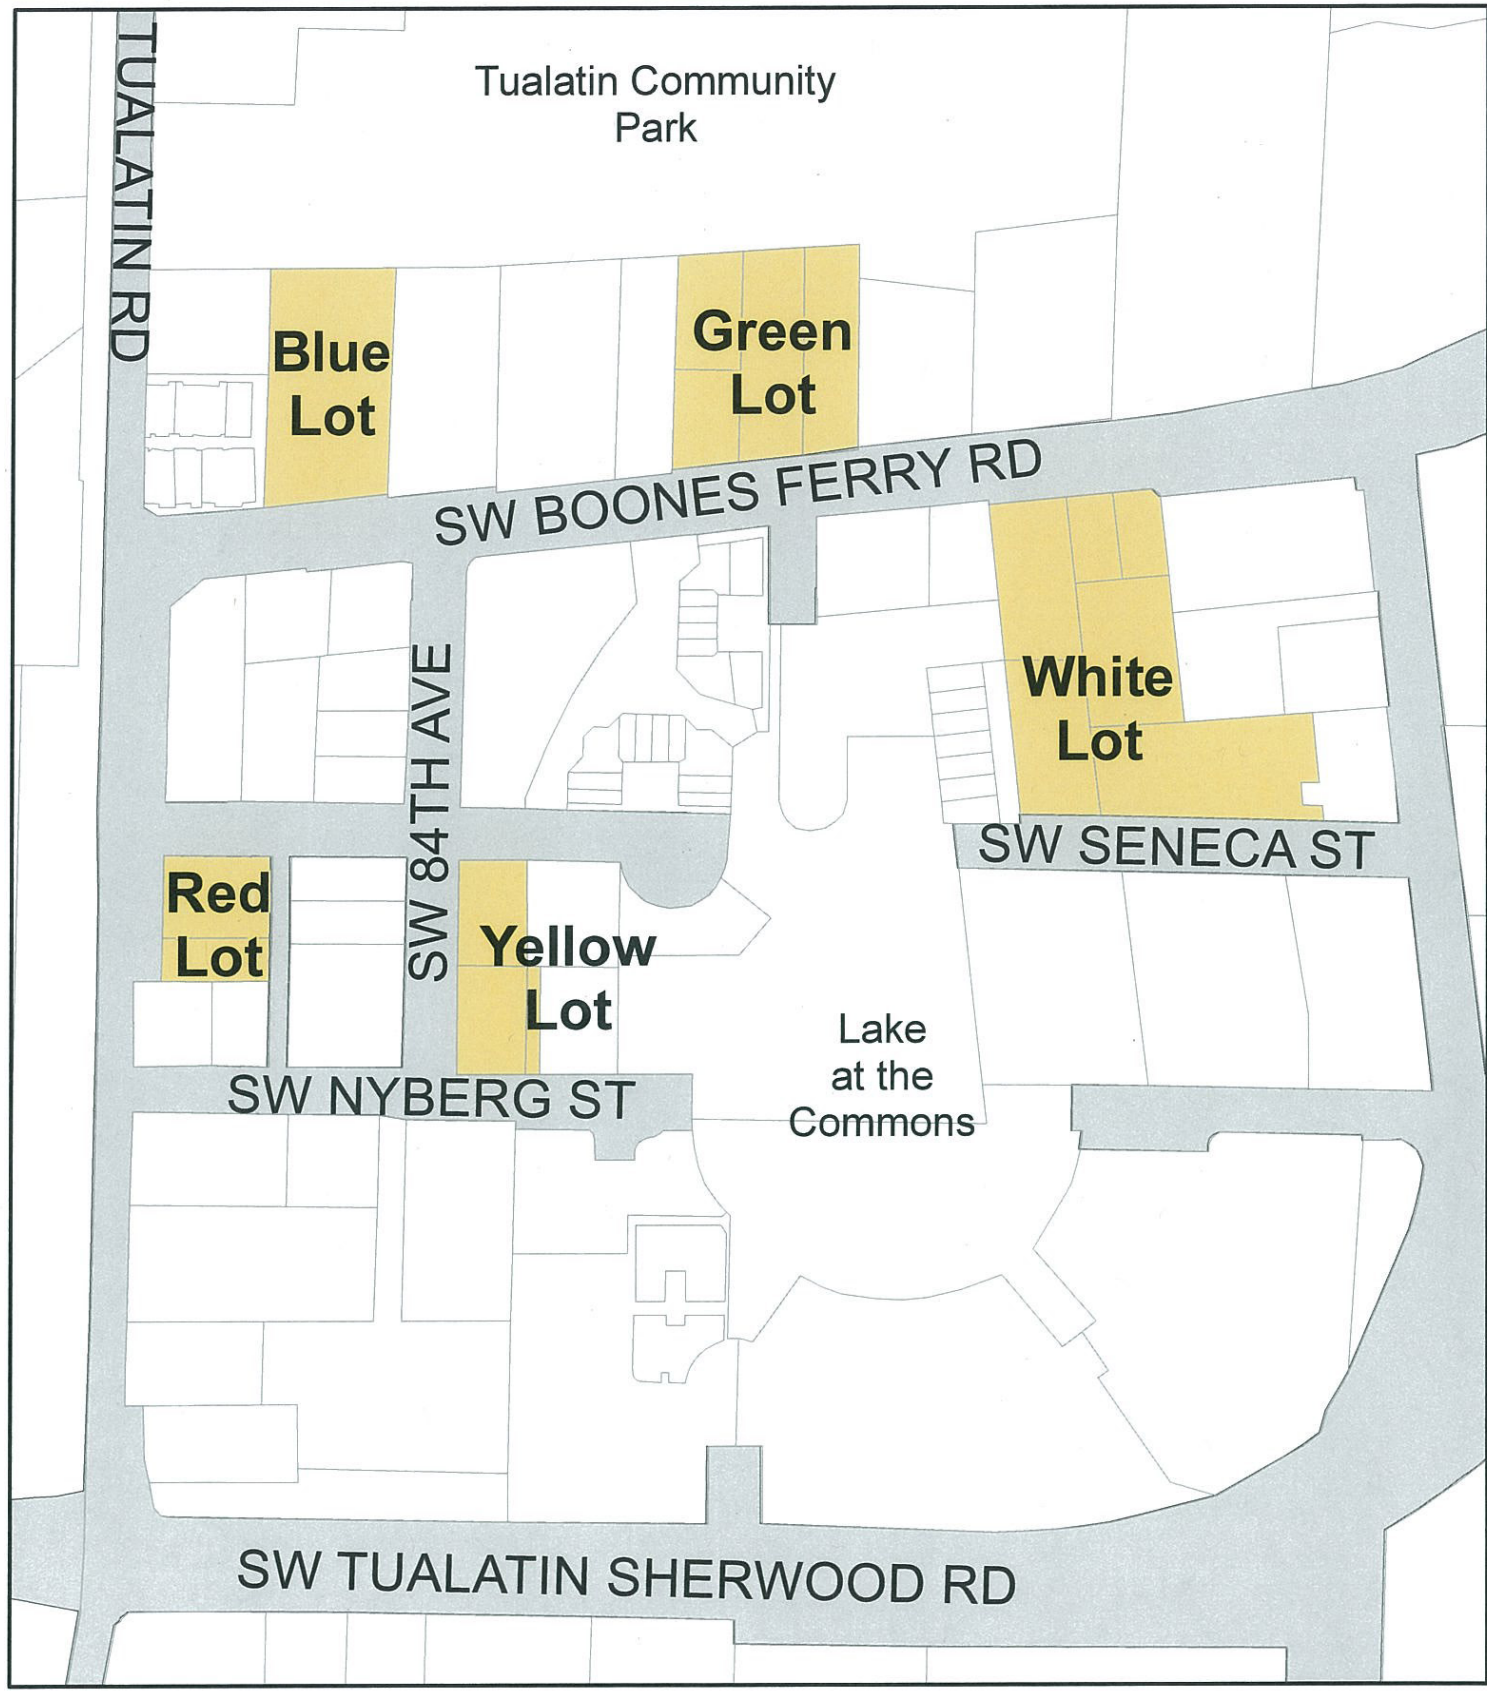 Tualatin Community
Park
TUALATIN RD
Blue
Lot
Green
Lot
SW BOONES FERRY RD
White
Lot
SW 84TH AVE
SW SENECA ST
Red
Lot
Yellow
Lot
Lake
at the
Commons
SW NYBERG ST
SW TUALATIN SHERWOOD RD